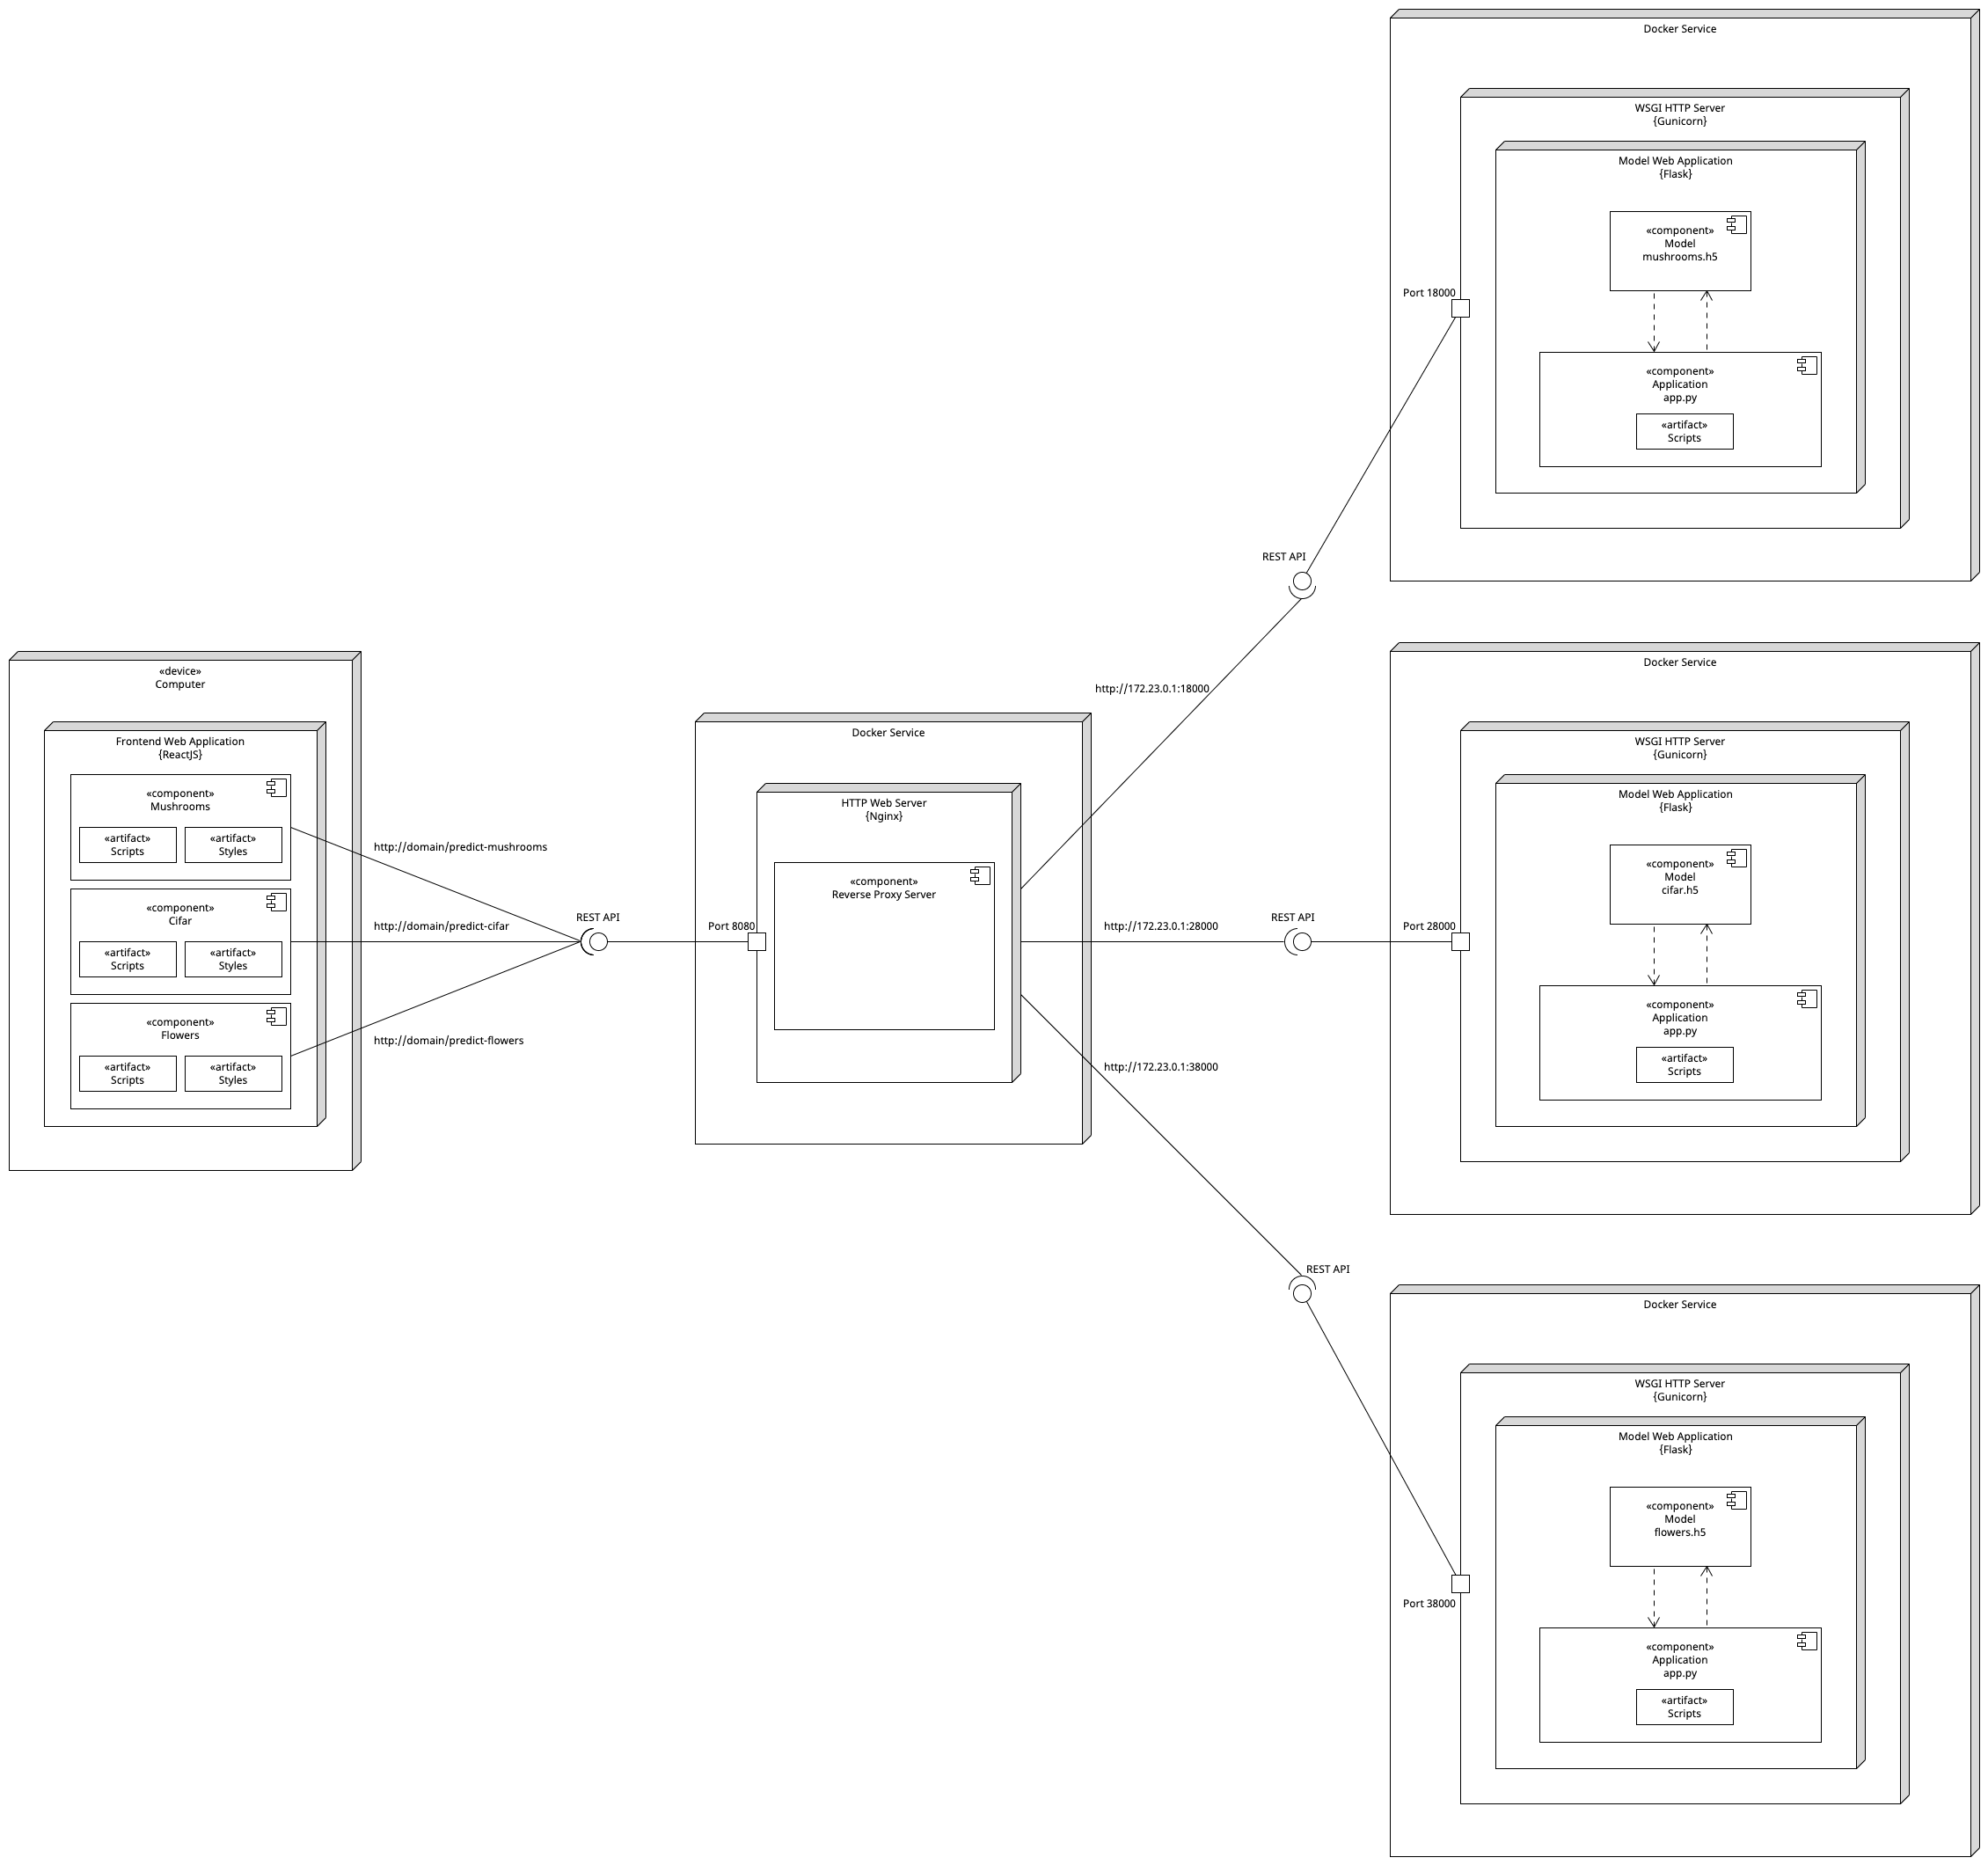 «device»
Computer
Frontend Web Application
{ReactJS}
«component»
Mushrooms
«artifact»
Scripts
«artifact»
Styles
«component»
Cifar
«artifact»
Scripts
«artifact»
Styles
«component»
Flowers
«artifact»
Scripts
«artifact»
Styles
http://domain/predict-mushrooms
http://domain/predict-cifar
http://domain/predict-flowers
REST API
Port 8080
Docker Service
HTTP Web Server
{Nginx}
«component»
Reverse Proxy Server
http://172.23.0.1:18000
REST API
http://172.23.0.1:28000
REST API
http://172.23.0.1:38000
REST API
Docker Service
WSGI HTTP Server
{Gunicorn}
Model Web Application
{Flask}
«component»
Model
mushrooms.h5
Port 18000
«component»
Application
app.py
«artifact»
Scripts
Docker Service
WSGI HTTP Server
{Gunicorn}
Model Web Application
{Flask}
«component»
Model
cifar.h5
Port 28000
«component»
Application
app.py
«artifact»
Scripts
Docker Service
WSGI HTTP Server
{Gunicorn}
Model Web Application
{Flask}
«component»
Model
flowers.h5
Port 38000
«component»
Application
app.py
«artifact»
Scripts